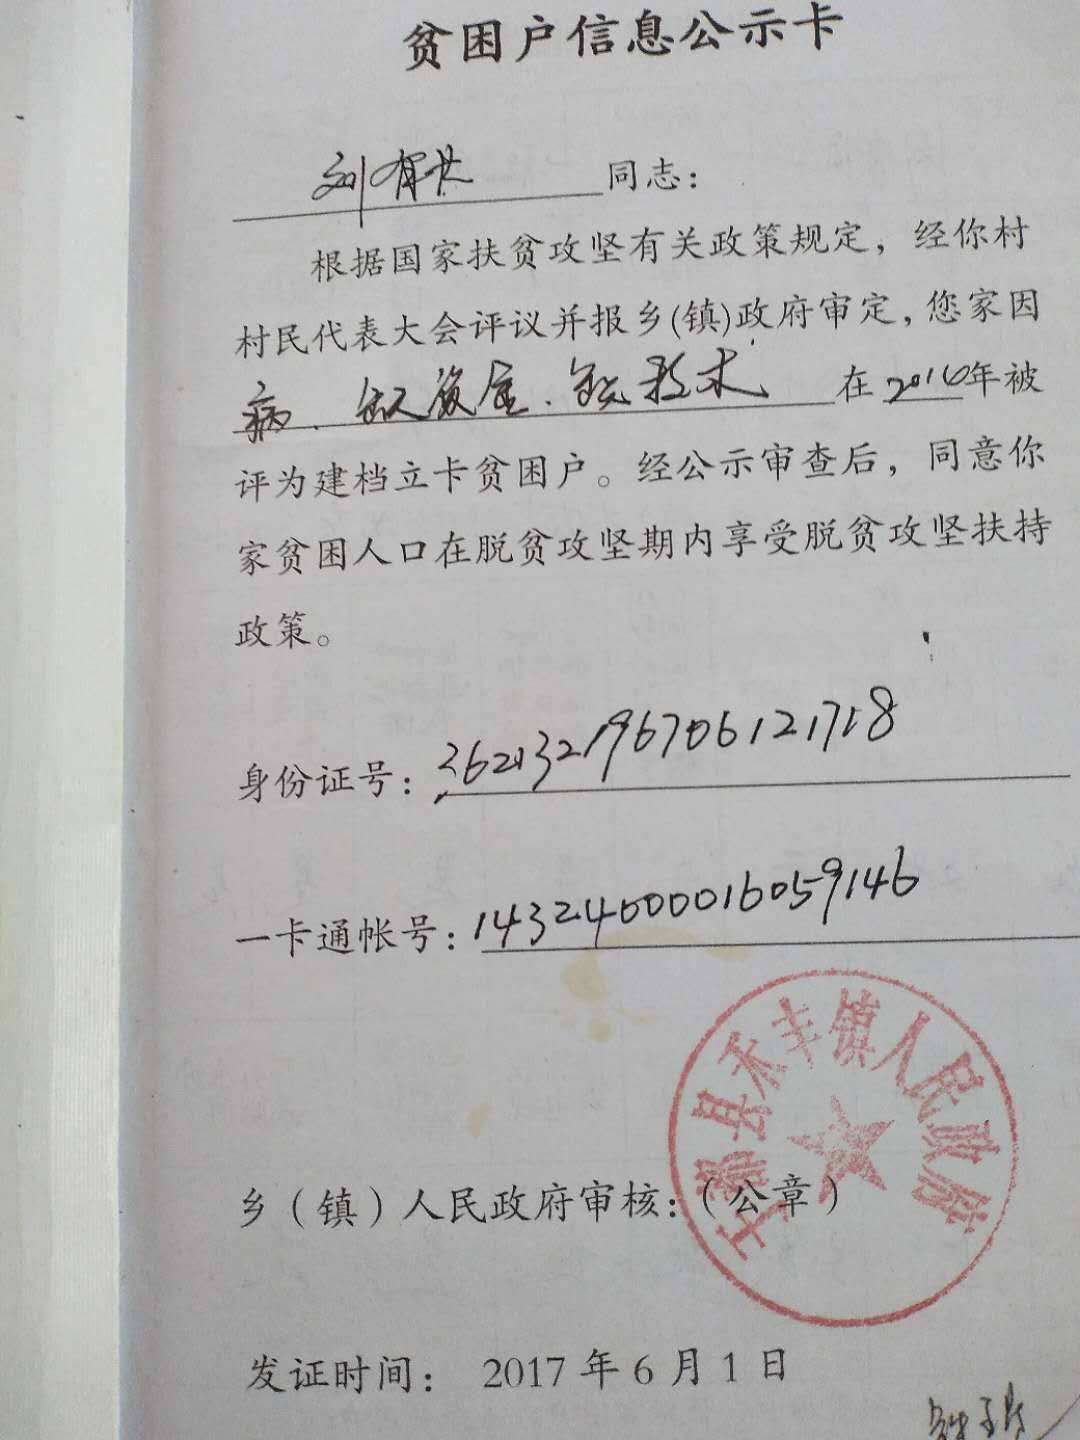 贫困户信息公示卡
刘有共 同志：
根据国家扶贫攻坚有关政策规定，经你村
村民代表大会评议并报乡(镇)政府审定，您家因
病、缺资金、缺技术 在2016年被
评为建档立卡贫困户。经公示审查后，同意你
家贫困人口在脱贫攻坚期内享受脱贫攻坚扶持
政策。
身份证号：362132196706121718
一卡通帐号：143240000016059146
于都县禾丰镇人民政府
乡（镇）人民政府审核：（公章）
发证时间： 2017年6月1日